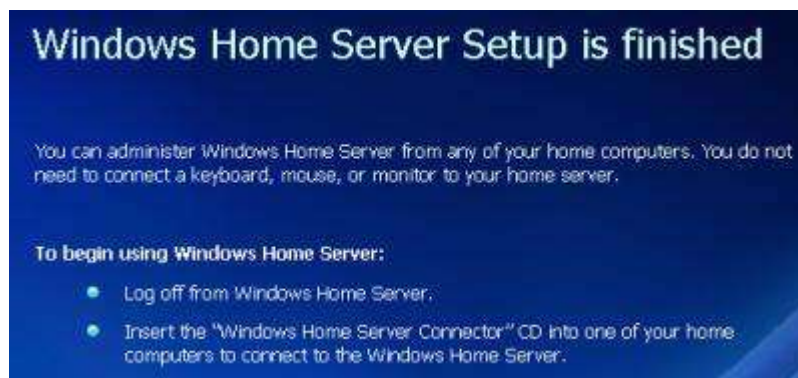 Windows Home Server Setup is finished
You can administer Windows Home Server from any of your home computers. You do not
need to connect a keyboard, mouse, or monitor to your home server.
To begin using Windows Home Server:
Log off from Windows Home Server.
Insert the "Windows Home Server Connector" CD into one of your home
computers to connect to the Windows Home Server.